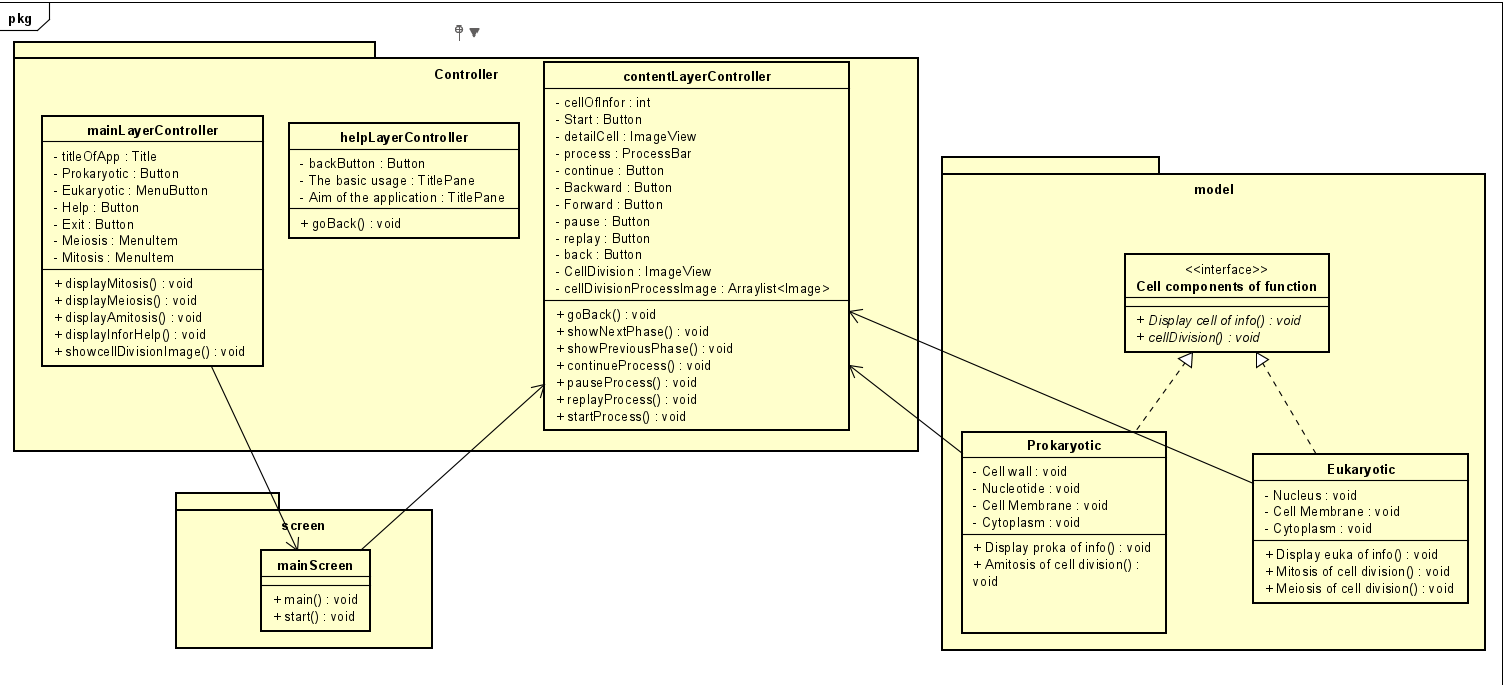 pkg
Controller
mainLayerController
- titleOfApp : Title
- Prokaryotic : Button
- Eukaryotic : MenuButton
- Help : Button
- Exit : Button
- Meiosis : MenuItem
- Mitosis : MenuItem
+ displayMitosis() : void
+ displayMeiosis() : void
+ displayAmitosis() : void
+ displayInforHelp() : void
+ showcellDivisionImage() : void
helpLayerController
- backButton : Button
- The basic usage : TitlePane
- Aim of the application : TitlePane
+ goBack() : void
contentLayerController
- cellOfInfor : int
- Start : Button
- detailCell : ImageView
- process : ProcessBar
- continue : Button
- Backward : Button
- Forward : Button
- pause : Button
- replay : Button
- back : Button
- CellDivision : ImageView
- cellDivisionProcessImage : Arraylist<Image>
+ goBack() : void
+ showNextPhase() : void
+ showPreviousPhase() : void
+ continueProcess() : void
+ pauseProcess() : void
+ replayProcess() : void
+ startProcess() : void
screen
mainScreen
+ main() : void
+ start() : void
model
<<interface>>
Cell components of function
+ Display cell of info() : void
+ cellDivision() : void
Prokaryotic
- Cell wall : void
- Nucleotide : void
- Cell Membrane : void
- Cytoplasm : void
+ Display proka of info() : void
+ Amitosis of cell division() :
void
Eukaryotic
- Nucleus : void
- Cell Membrane : void
- Cytoplasm : void
+ Display euka of info() : void
+ Mitosis of cell division() : void
+ Meiosis of cell division() : void